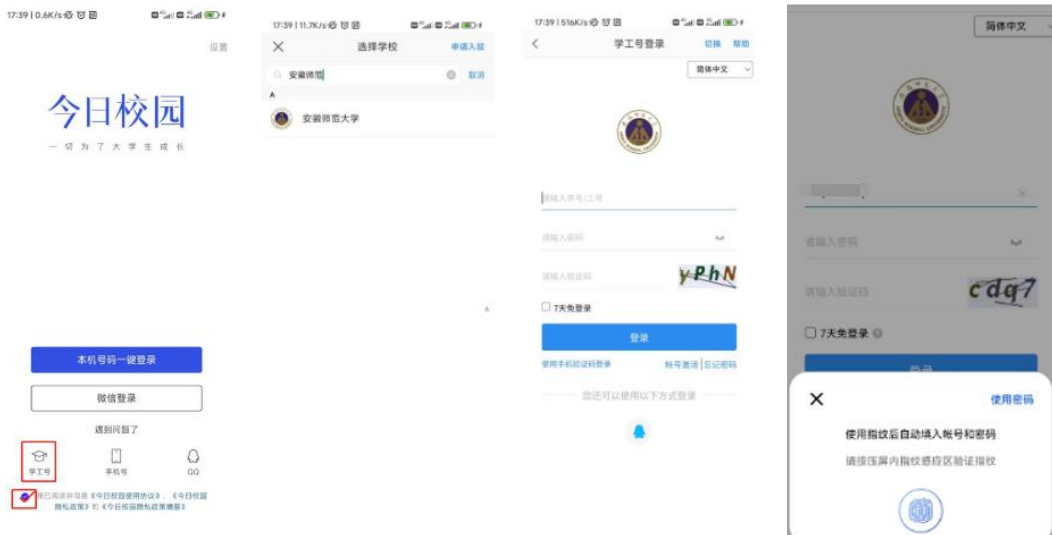 17:39 | 0.6K/s
设置
今日校园
一切为了大学生成长
本机号码一键登录
微信登录
遇到问题了
学工号
手机号
QQ
我已阅读并同意《今日校园使用协议》、《今日校园
隐私政策》和《今日校园隐私政策摘要》
17:39 | 11.7K/s
选择学校
申请入驻
安徽师范
取消
A
安徽师范大学
A
17:39 | 516K/s
学工号登录
切换
帮助
简体中文
请输入学号/工号
请输入密码
请输入验证码
yPhN
7天免登录
登录
使用手机验证码登录
帐号激活 | 忘记密码
您还可以使用以下方式登录
简体中文
请输入密码
请输入验证码
cdq7
7天免登录
登录
使用密码
使用指纹后自动填入帐号和密码
请按压屏内指纹感应区验证指纹